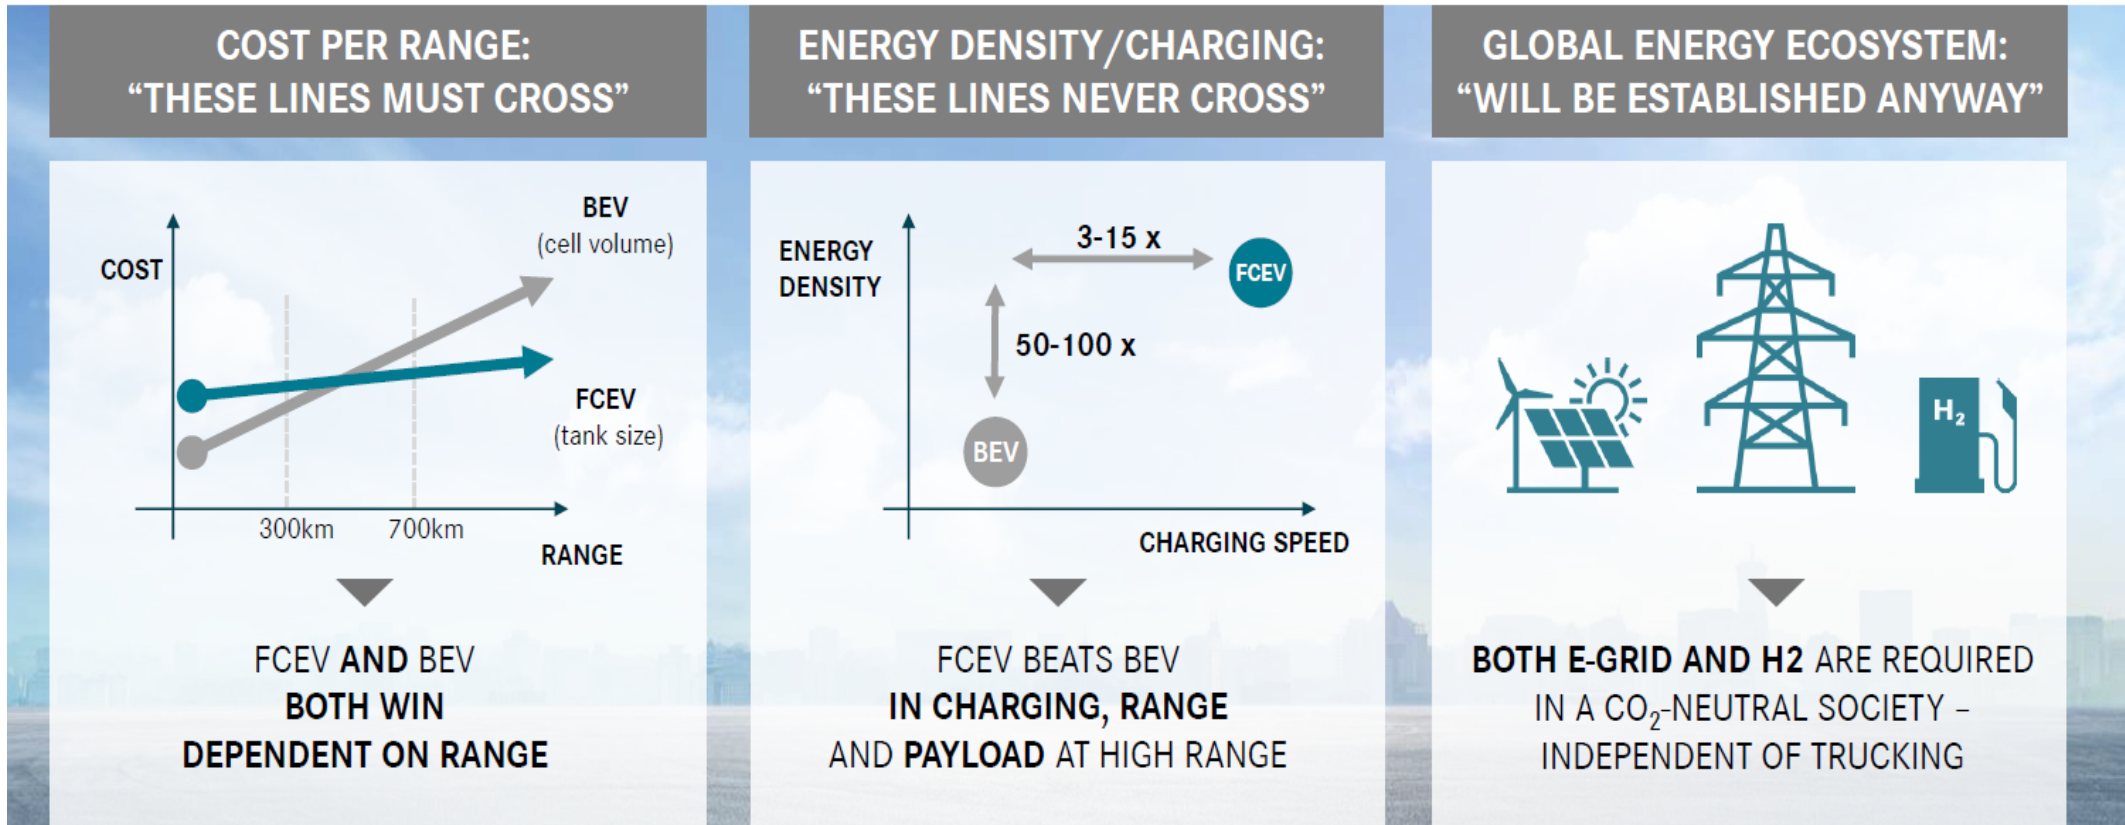 COST PER RANGE:
“THESE LINES MUST CROSS”
BEV
(cell volume)
COST
FCEV
(tank size)
300km
700km
RANGE
FCEV AND BEV
BOTH WIN
DEPENDENT ON RANGE
ENERGY DENSITY/CHARGING:
“THESE LINES NEVER CROSS”
ENERGY
DENSITY
3-15 x
FCEV
50-100 x
BEV
CHARGING SPEED
FCEV BEATS BEV
IN CHARGING, RANGE
AND PAYLOAD AT HIGH RANGE
GLOBAL ENERGY ECOSYSTEM:
“WILL BE ESTABLISHED ANYWAY”
H₂
BOTH E-GRID AND H2 ARE REQUIRED
IN A CO₂-NEUTRAL SOCIETY –
INDEPENDENT OF TRUCKING